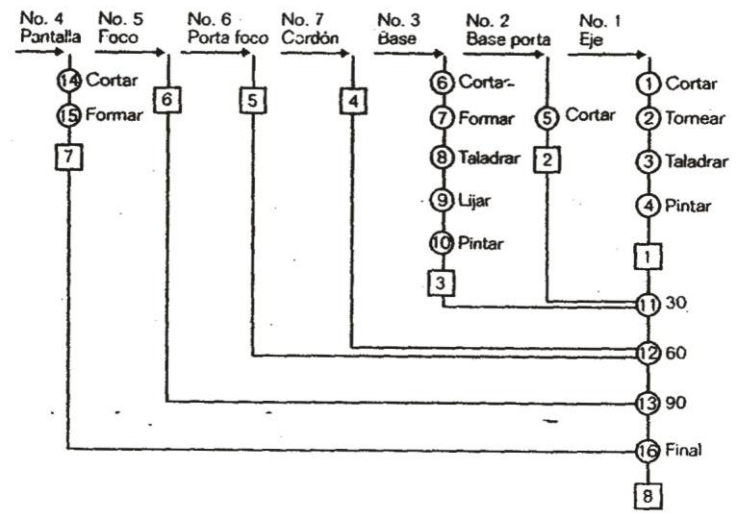 No. 4 No. 5 No. 6 No. 7 No. 3 No. 2 No. 1
Pantalla Foco Porta foco Cordón Base Base porta Eje
14 Cortar 6 Cortar 1 Cortar
6 5 4
15 Formar 7 Formar 5 Cortar 2 Tornear
7 8 Taladrar 2 3 Taladrar
9 Lijar 4 Pintar
10 Pintar
1
3
11 30
12 60
13 90
16 Final
8